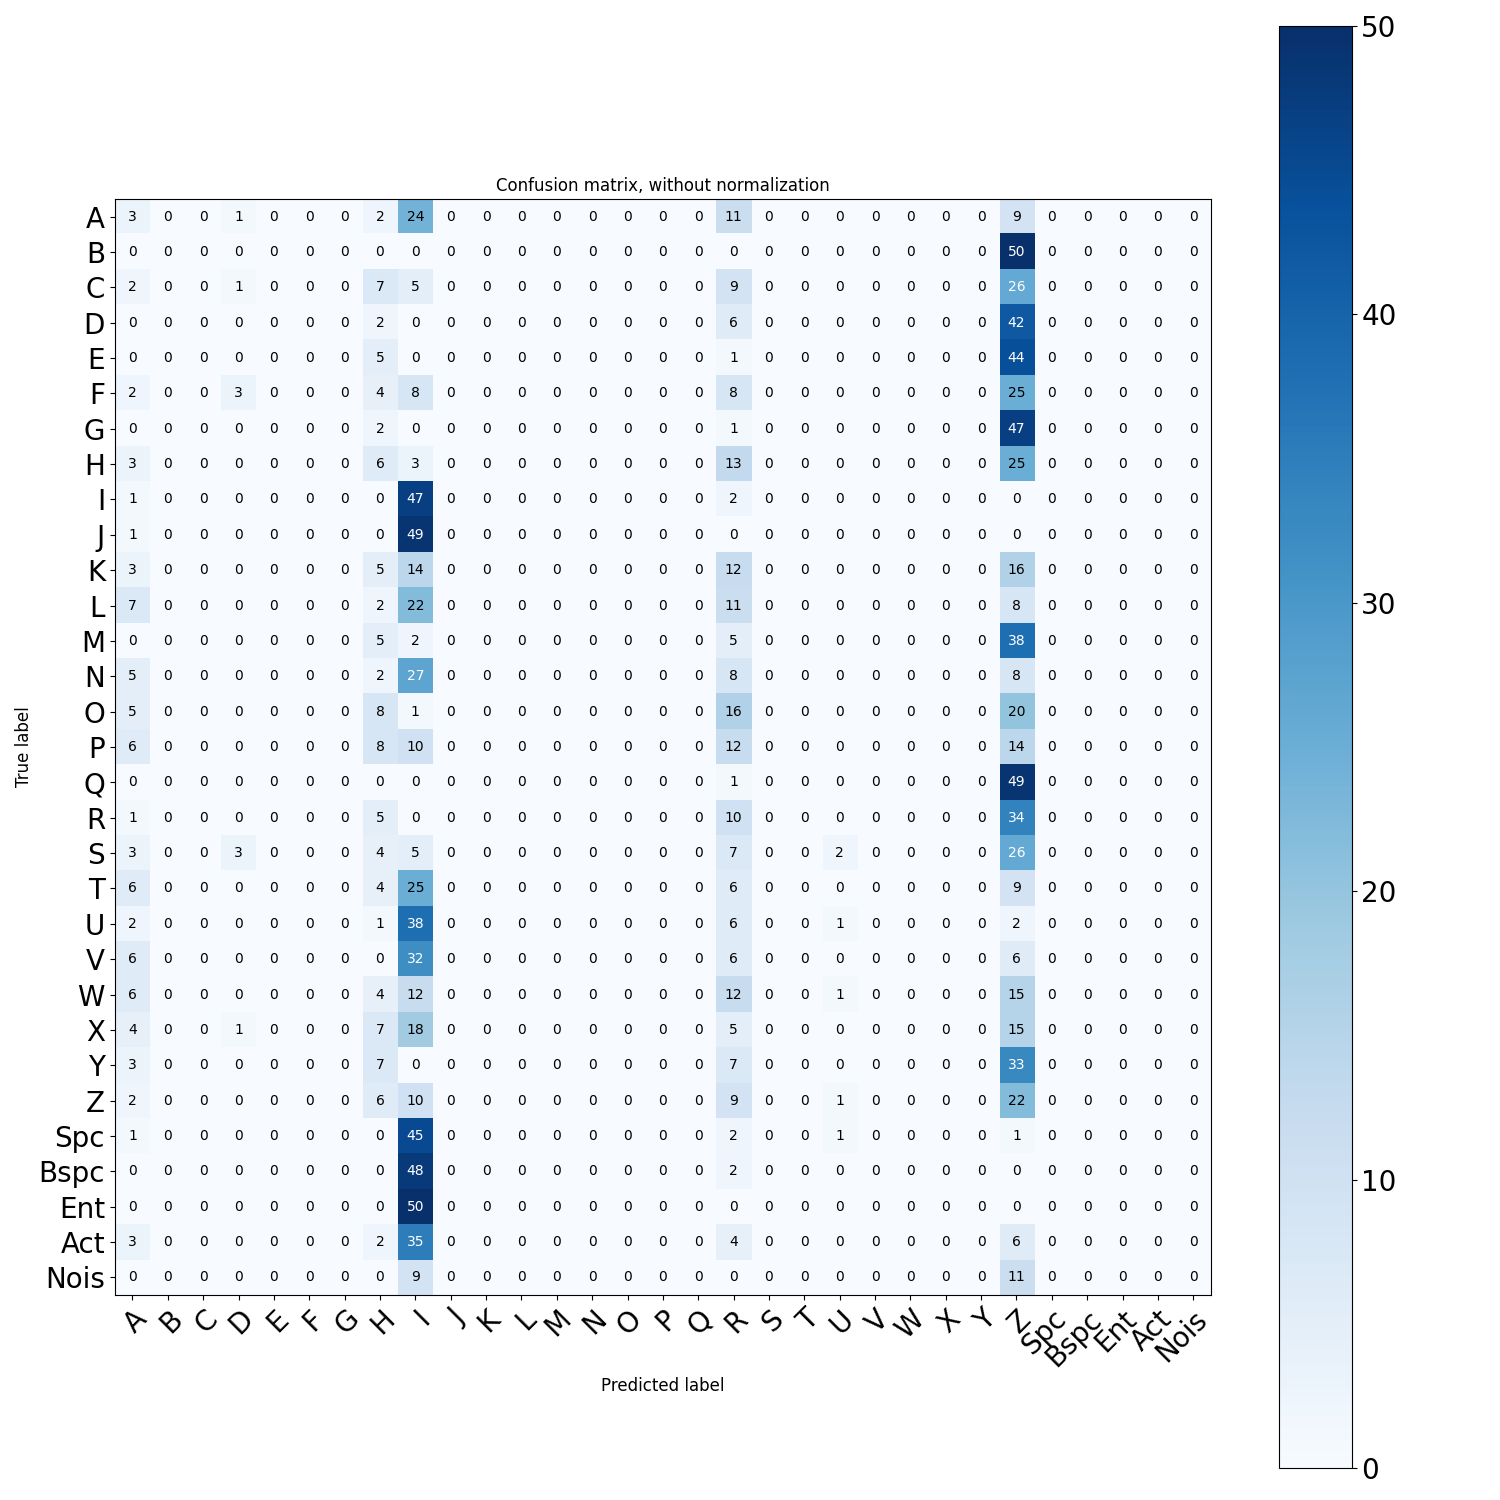 Confusion matrix, without normalization
A 3 0 0 1 0 0 0 2 24 0 0 0 0 0 0 0 0 11 0 0 0 0 0 0 0 9 0 0 0 0 0
B 0 0 0 0 0 0 0 0 0 0 0 0 0 0 0 0 0 0 0 0 0 0 0 0 0 50 0 0 0 0 0
C 2 0 0 1 0 0 0 7 5 0 0 0 0 0 0 0 0 9 0 0 0 0 0 0 0 26 0 0 0 0 0
D 0 0 0 0 0 0 0 2 0 0 0 0 0 0 0 0 0 6 0 0 0 0 0 0 0 42 0 0 0 0 0
E 0 0 0 0 0 0 0 5 0 0 0 0 0 0 0 0 0 1 0 0 0 0 0 0 0 44 0 0 0 0 0
F 2 0 0 3 0 0 0 4 8 0 0 0 0 0 0 0 0 8 0 0 0 0 0 0 0 25 0 0 0 0 0
G 0 0 0 0 0 0 0 2 0 0 0 0 0 0 0 0 0 1 0 0 0 0 0 0 0 47 0 0 0 0 0
H 3 0 0 0 0 0 0 6 3 0 0 0 0 0 0 0 0 13 0 0 0 0 0 0 0 25 0 0 0 0 0
I 1 0 0 0 0 0 0 0 47 0 0 0 0 0 0 0 0 2 0 0 0 0 0 0 0 0 0 0 0 0 0
J 1 0 0 0 0 0 0 0 49 0 0 0 0 0 0 0 0 0 0 0 0 0 0 0 0 0 0 0 0 0 0
K 3 0 0 0 0 0 0 5 14 0 0 0 0 0 0 0 0 12 0 0 0 0 0 0 0 16 0 0 0 0 0
L 7 0 0 0 0 0 0 2 22 0 0 0 0 0 0 0 0 11 0 0 0 0 0 0 0 8 0 0 0 0 0
M 0 0 0 0 0 0 0 5 2 0 0 0 0 0 0 0 0 5 0 0 0 0 0 0 0 38 0 0 0 0 0
N 5 0 0 0 0 0 0 2 27 0 0 0 0 0 0 0 0 8 0 0 0 0 0 0 0 8 0 0 0 0 0
O 5 0 0 0 0 0 0 8 1 0 0 0 0 0 0 0 0 16 0 0 0 0 0 0 0 20 0 0 0 0 0
P 6 0 0 0 0 0 0 8 10 0 0 0 0 0 0 0 0 12 0 0 0 0 0 0 0 14 0 0 0 0 0
Q 0 0 0 0 0 0 0 0 0 0 0 0 0 0 0 0 0 1 0 0 0 0 0 0 0 49 0 0 0 0 0
R 1 0 0 0 0 0 0 5 0 0 0 0 0 0 0 0 0 10 0 0 0 0 0 0 0 34 0 0 0 0 0
S 3 0 0 3 0 0 0 4 5 0 0 0 0 0 0 0 0 7 0 0 2 0 0 0 0 26 0 0 0 0 0
T 6 0 0 0 0 0 0 4 25 0 0 0 0 0 0 0 0 6 0 0 0 0 0 0 0 9 0 0 0 0 0
U 2 0 0 0 0 0 0 1 38 0 0 0 0 0 0 0 0 6 0 0 1 0 0 0 0 2 0 0 0 0 0
V 6 0 0 0 0 0 0 0 32 0 0 0 0 0 0 0 0 6 0 0 0 0 0 0 0 6 0 0 0 0 0
W 6 0 0 0 0 0 0 4 12 0 0 0 0 0 0 0 0 12 0 0 1 0 0 0 0 15 0 0 0 0 0
X 4 0 0 1 0 0 0 7 18 0 0 0 0 0 0 0 0 5 0 0 0 0 0 0 0 15 0 0 0 0 0
Y 3 0 0 0 0 0 0 7 0 0 0 0 0 0 0 0 0 7 0 0 0 0 0 0 0 33 0 0 0 0 0
Z 2 0 0 0 0 0 0 6 10 0 0 0 0 0 0 0 0 9 0 0 1 0 0 0 0 22 0 0 0 0 0
Spc 1 0 0 0 0 0 0 0 45 0 0 0 0 0 0 0 0 2 0 0 1 0 0 0 0 1 0 0 0 0 0
Bspc 0 0 0 0 0 0 0 0 48 0 0 0 0 0 0 0 0 2 0 0 0 0 0 0 0 0 0 0 0 0 0
Ent 0 0 0 0 0 0 0 0 50 0 0 0 0 0 0 0 0 0 0 0 0 0 0 0 0 0 0 0 0 0 0
Act 3 0 0 0 0 0 0 2 35 0 0 0 0 0 0 0 0 4 0 0 0 0 0 0 0 6 0 0 0 0 0
Nois 0 0 0 0 0 0 0 0 9 0 0 0 0 0 0 0 0 0 0 0 0 0 0 0 0 11 0 0 0 0 0
A B C D E F G H I J K L M N O P Q R S T U V W X Y Z Spc Bspc Ent Act Nois
Predicted label
True label
50
40
30
20
10
0